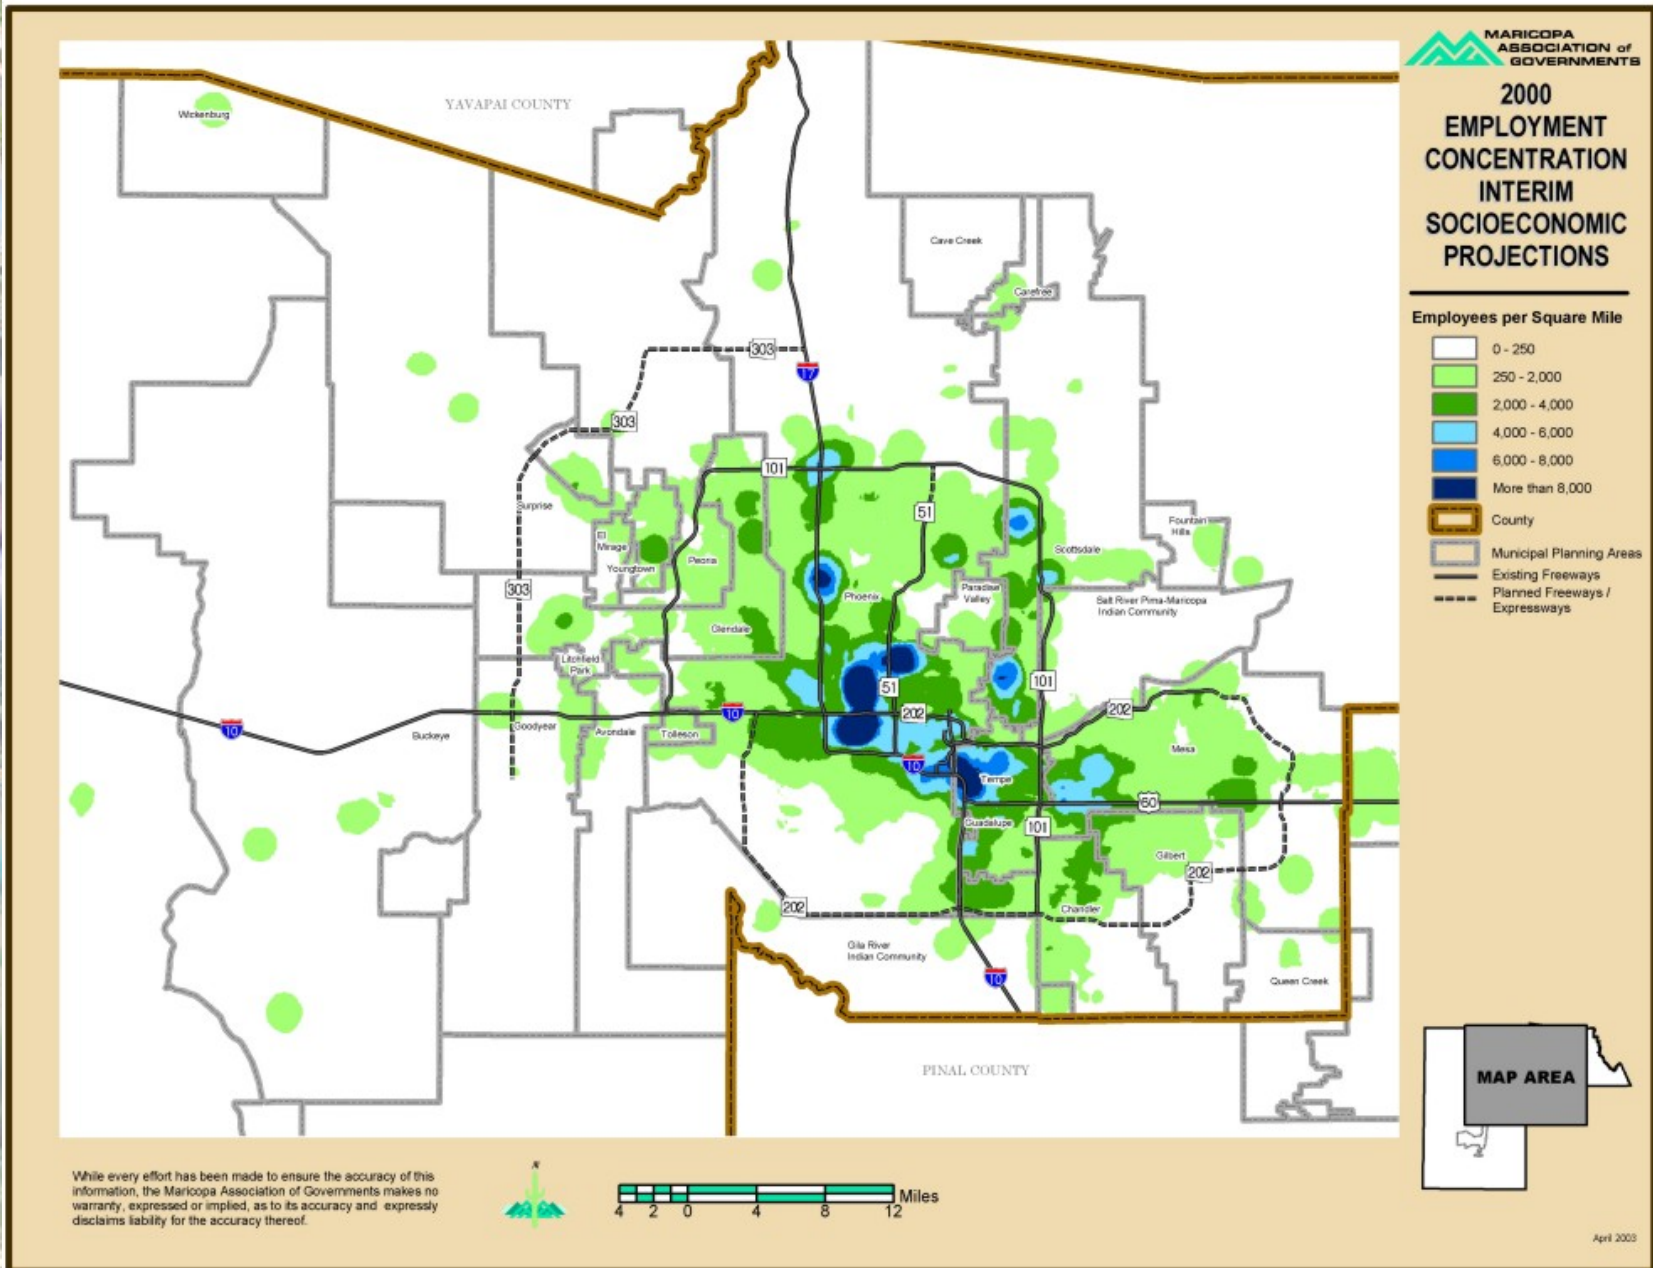 MARICOPA
ASSOCIATION of
GOVERNMENTS
2000
EMPLOYMENT
CONCENTRATION
INTERIM
SOCIOECONOMIC
PROJECTIONS
Employees per Square Mile
0 - 250
250 - 2,000
2,000 - 4,000
4,000 - 6,000
6,000 - 8,000
More than 8,000
County
Municipal Planning Areas
Existing Freeways
Planned Freeways /
Expressways
YAVAPAI COUNTY
Wickenburg
Cave Creek
Carefree
303
17
303
101
51
Surprise
Fountain
Hills
El
Mirage
Scottsdale
Peoria
Youngtown
303
Phoenix
Paradise
Valley
Salt River Pima-Maricopa
Indian Community
Glendale
Litchfield
Park
51
101
10
202
202
10
Goodyear
Avondale
Tolleson
Buckeye
Mesa
10
Tempe
60
Guadalupe
101
Gilbert
202
202
Chandler
Gila River
Indian Community
10
Queen Creek
PINAL COUNTY
MAP AREA
While every effort has been made to ensure the accuracy of this
information, the Maricopa Association of Governments makes no
warranty, expressed or implied, as to its accuracy and expressly
disclaims liability for the accuracy thereof.
N
Miles
4 2 0 4 8 12
April 2003